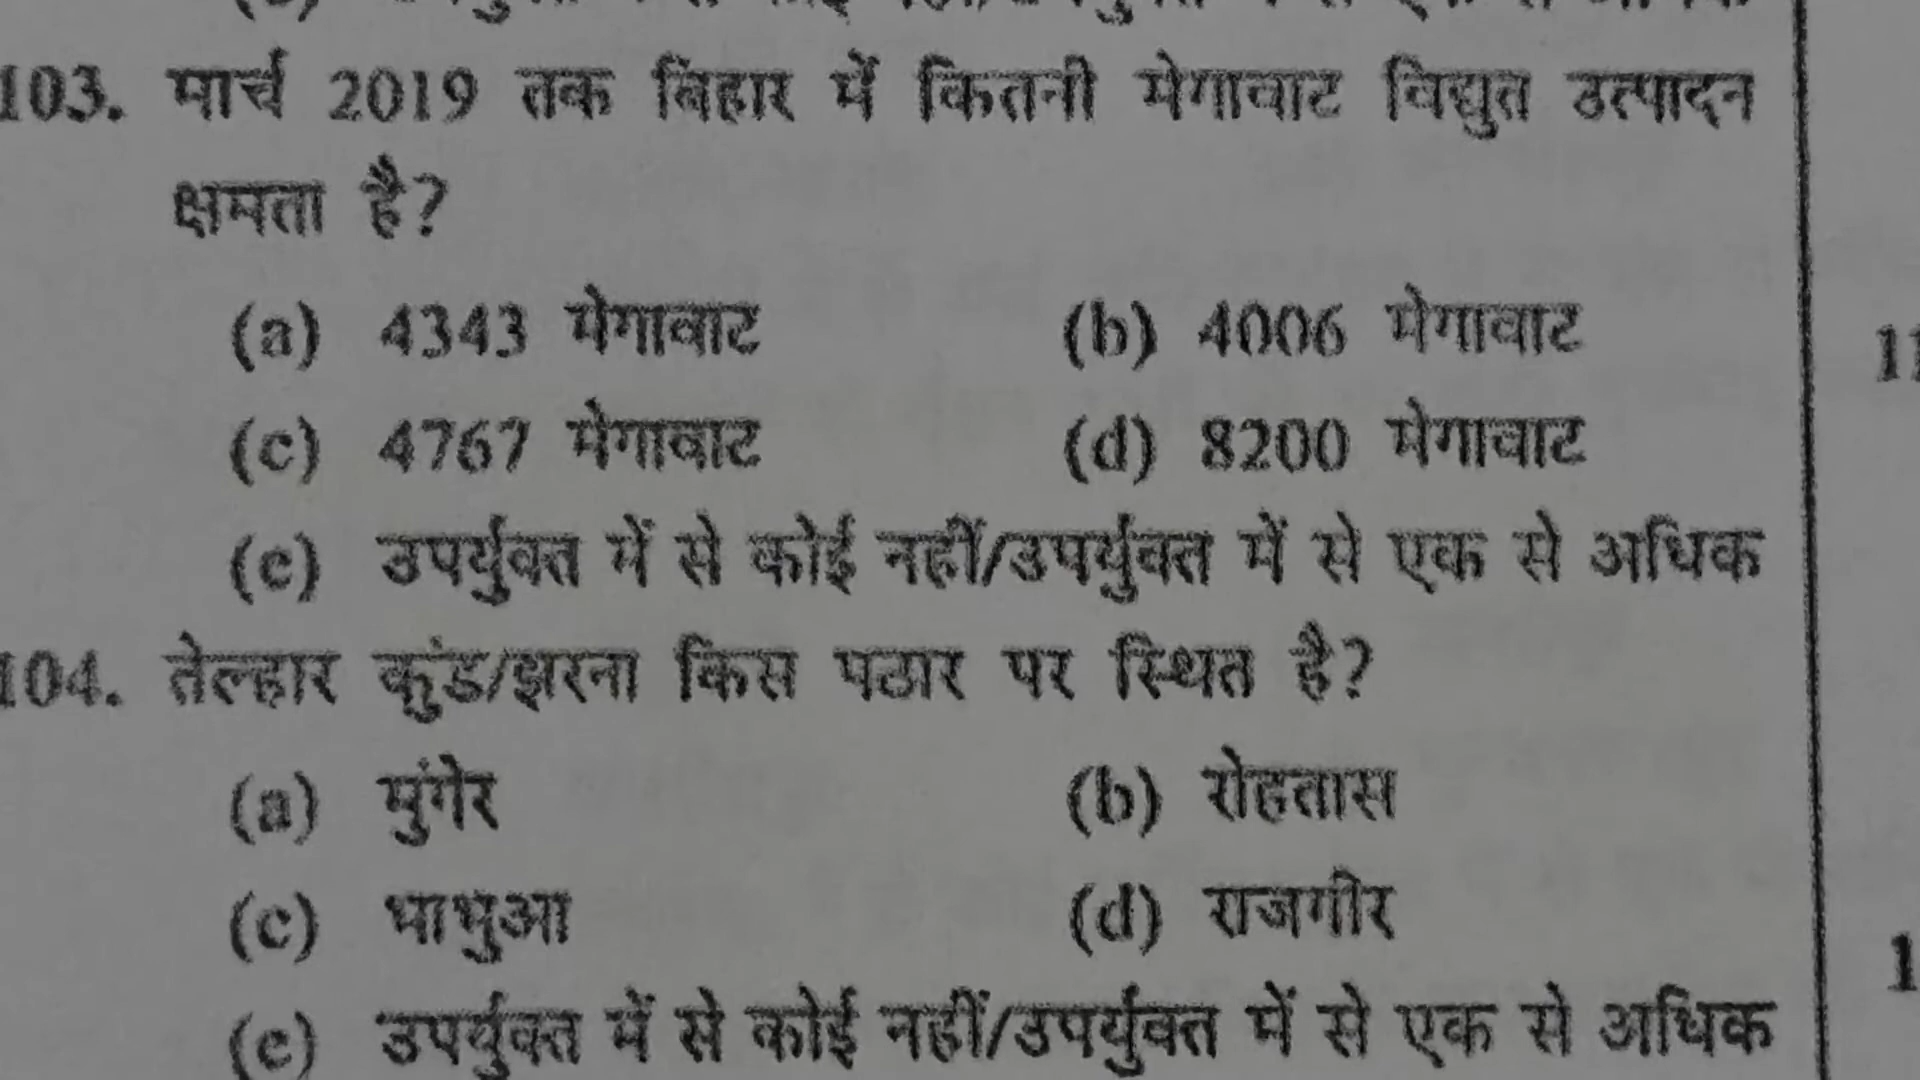 103. मार्च 2019 तक बिहार में कितनी मेगावाट विद्युत उत्पादन
क्षमता है?
(a) 4343 मेगावाट (b) 4006 मेगावाट
(c) 4767 मेगावाट (d) 8200 मेगावाट
(e) उपर्युक्त में से कोई नहीं/उपर्युक्त में से एक से अधिक
104. तेल्हार कुंड/झरना किस पठार पर स्थित है?
(a) मुंगेर (b) रोहतास
(c) भाभुआ (d) राजगीर
(e) उपर्युक्त में से कोई नहीं/उपर्युक्त में से एक से अधिक